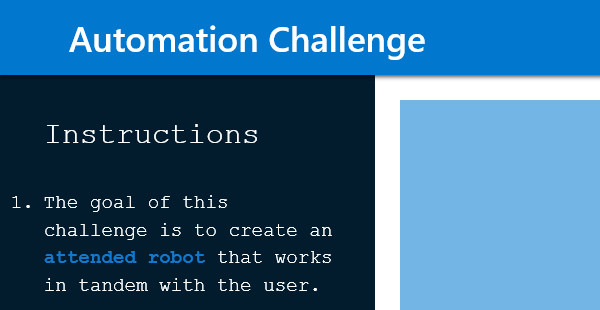 Automation Challenge
Instructions
1. The goal of this
challenge is to create an
attended robot that works
in tandem with the user.